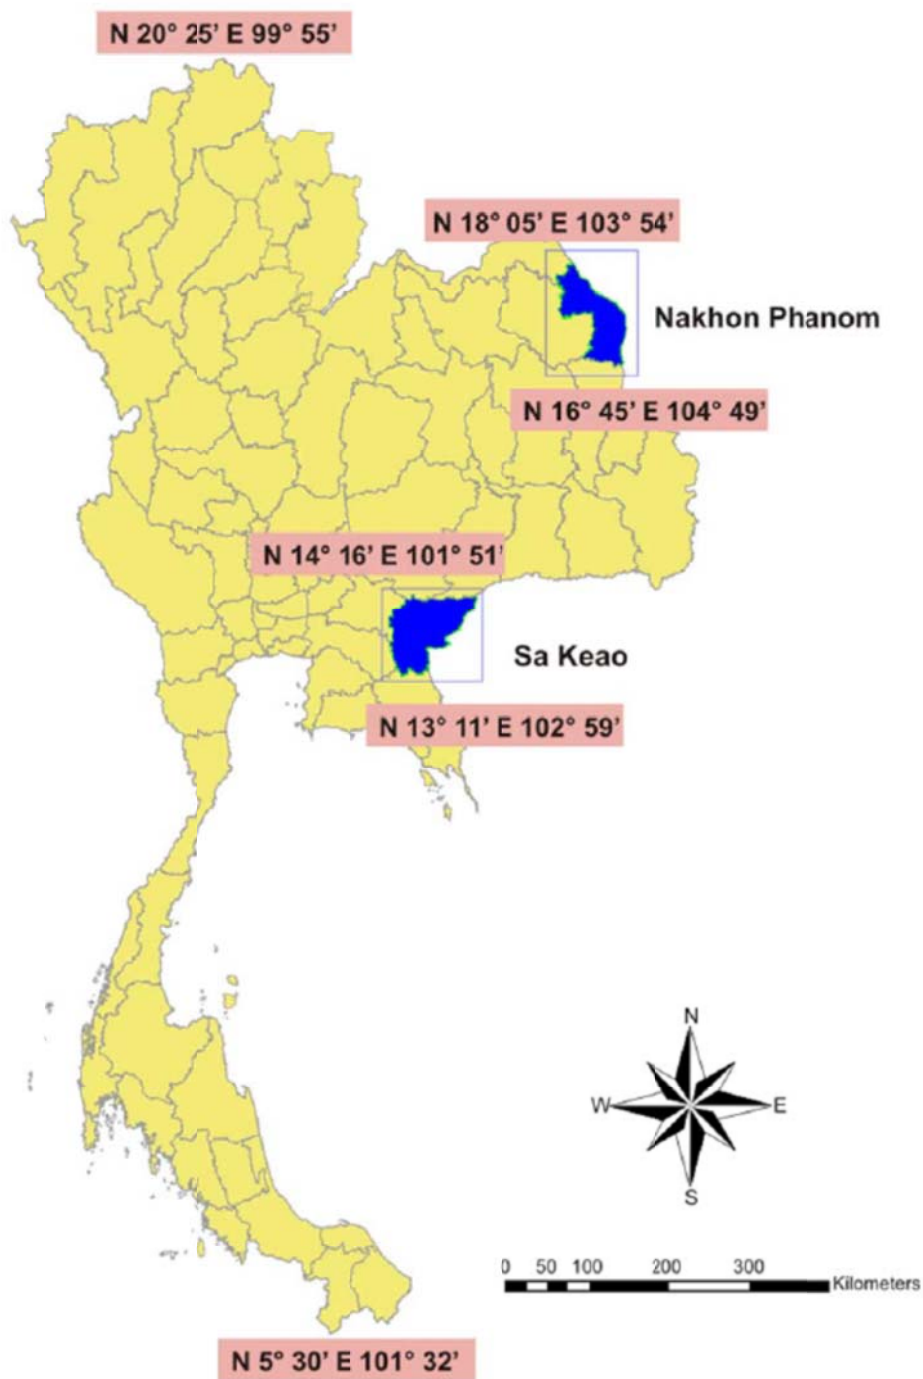 N 20° 25’ E 99° 55’
N 18° 05’ E 103° 54’
Nakhon Phanom
N 16° 45’ E 104° 49’
N 14° 16’ E 101° 51’
Sa Keao
N 13° 11’ E 102° 59’
N
W E
S
0 50 100 200 300
Kilometers
N 5° 30’ E 101° 32’